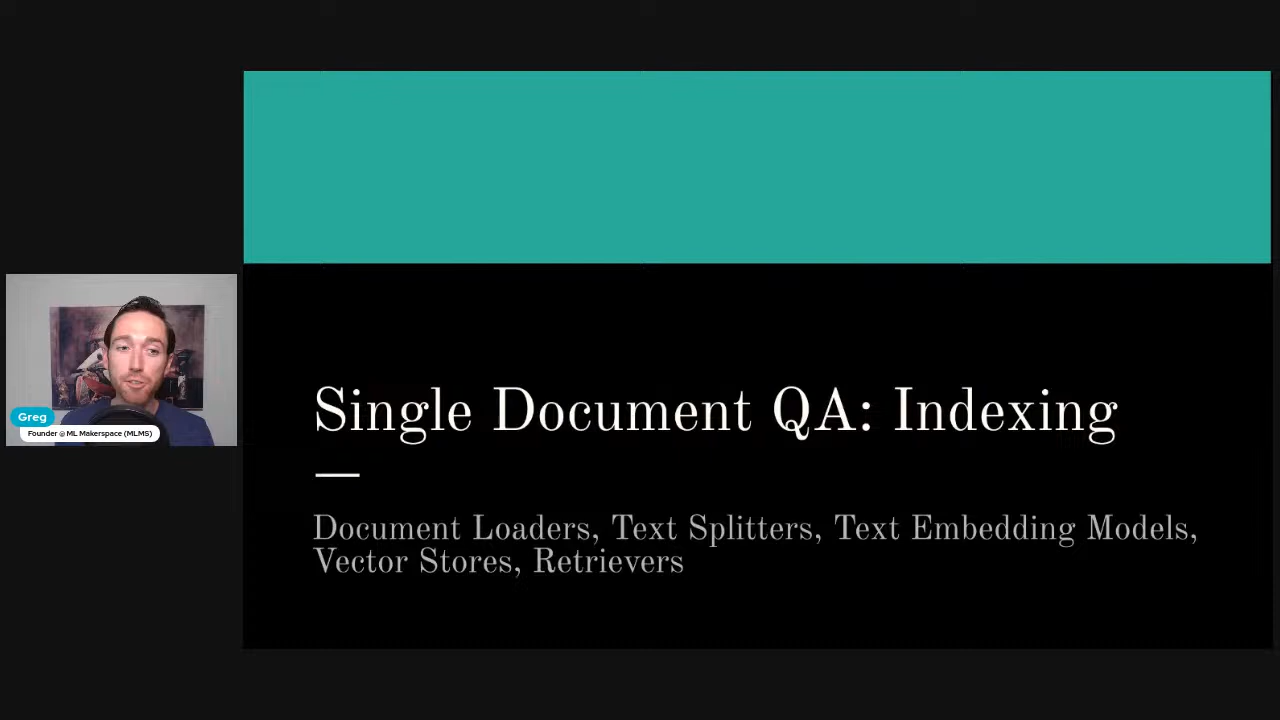 Single Document QA: Indexing
Document Loaders, Text Splitters, Text Embedding Models,
Vector Stores, Retrievers
Greg
Founder @ ML Makerspace (MLMS)